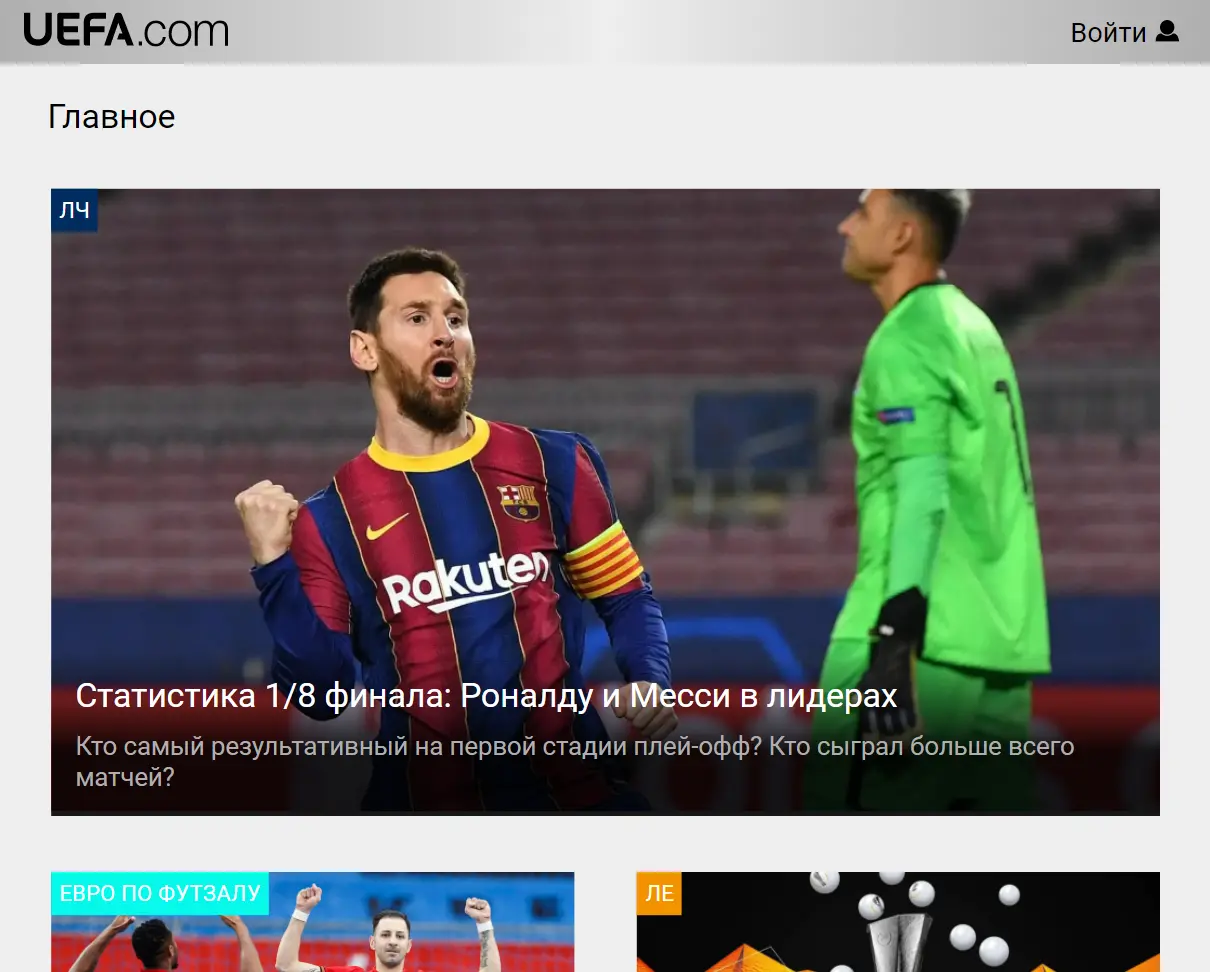 UEFA.com
Войти
Главное
ЛЧ
1
Rakuten
Статистика 1/8 финала: Роналду и Месси в лидерах
Кто самый результативный на первой стадии плей-офф? Кто сыграл больше всего
матчей?
ЕВРО ПО ФУТЗАЛУ
ЛЕ